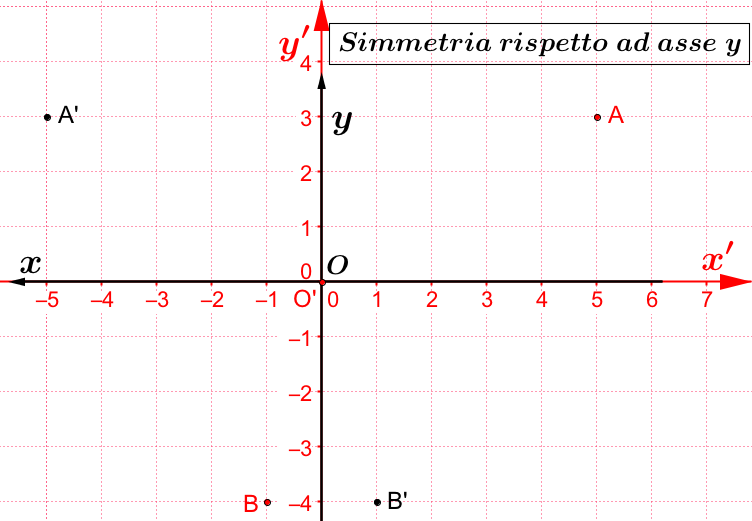 y′
Simmetria rispetto ad asse y
4
A'
3
y
A
2
1
x
0
O
x′
–5
–4
–3
–2
–1
O'
0
1
2
3
4
5
6
7
–1
–2
–3
B
–4
B'